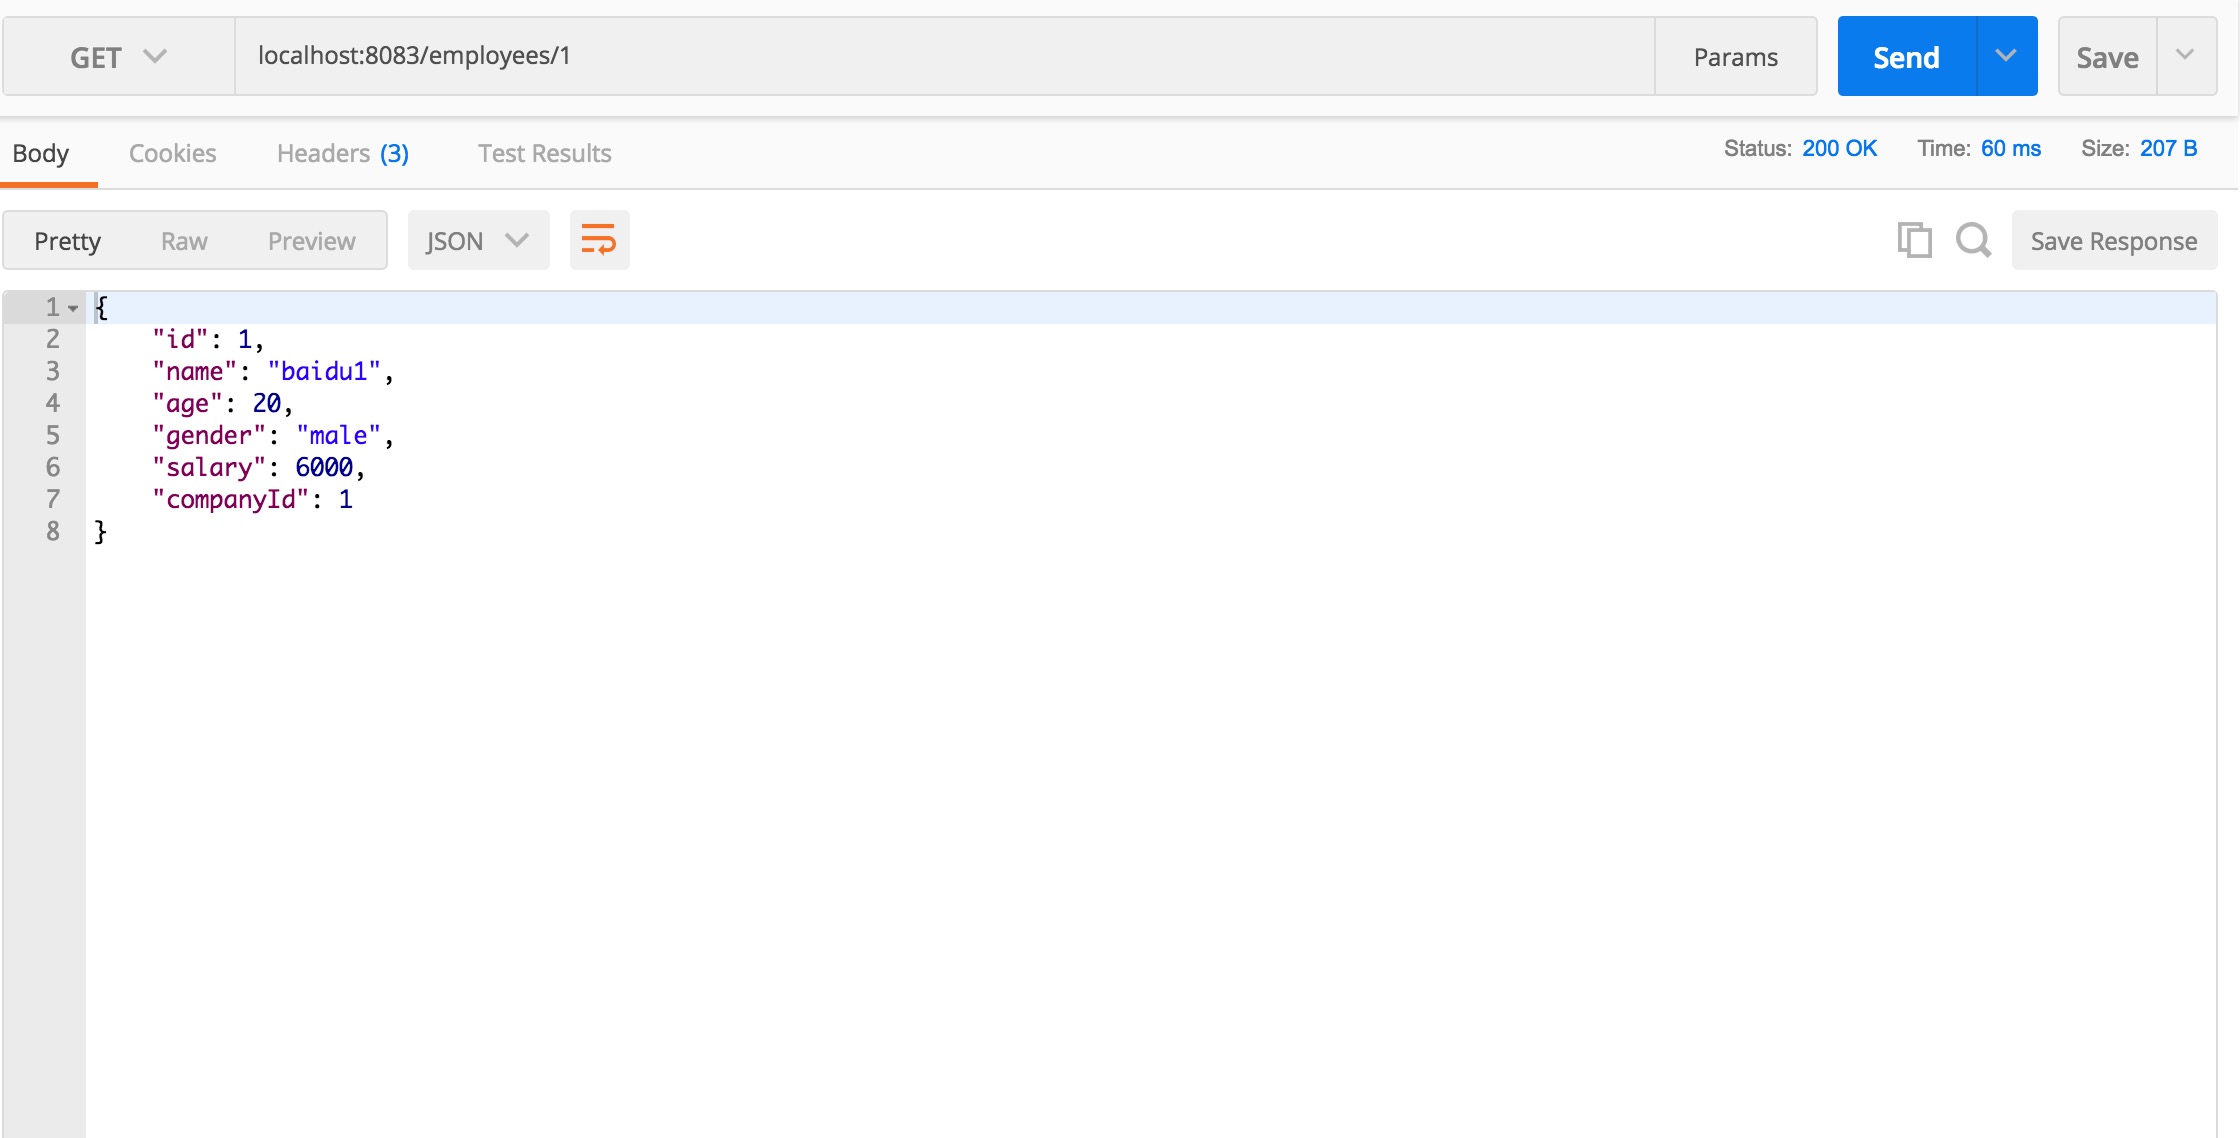 GET localhost:8083/employees/1 Params Send Save
Body Cookies Headers (3) Test Results Status: 200 OK Time: 60 ms Size: 207 B
Pretty Raw Preview JSON Save Response
1 {
2 "id": 1,
3 "name": "baidu1",
4 "age": 20,
5 "gender": "male",
6 "salary": 6000,
7 "companyId": 1
8 }